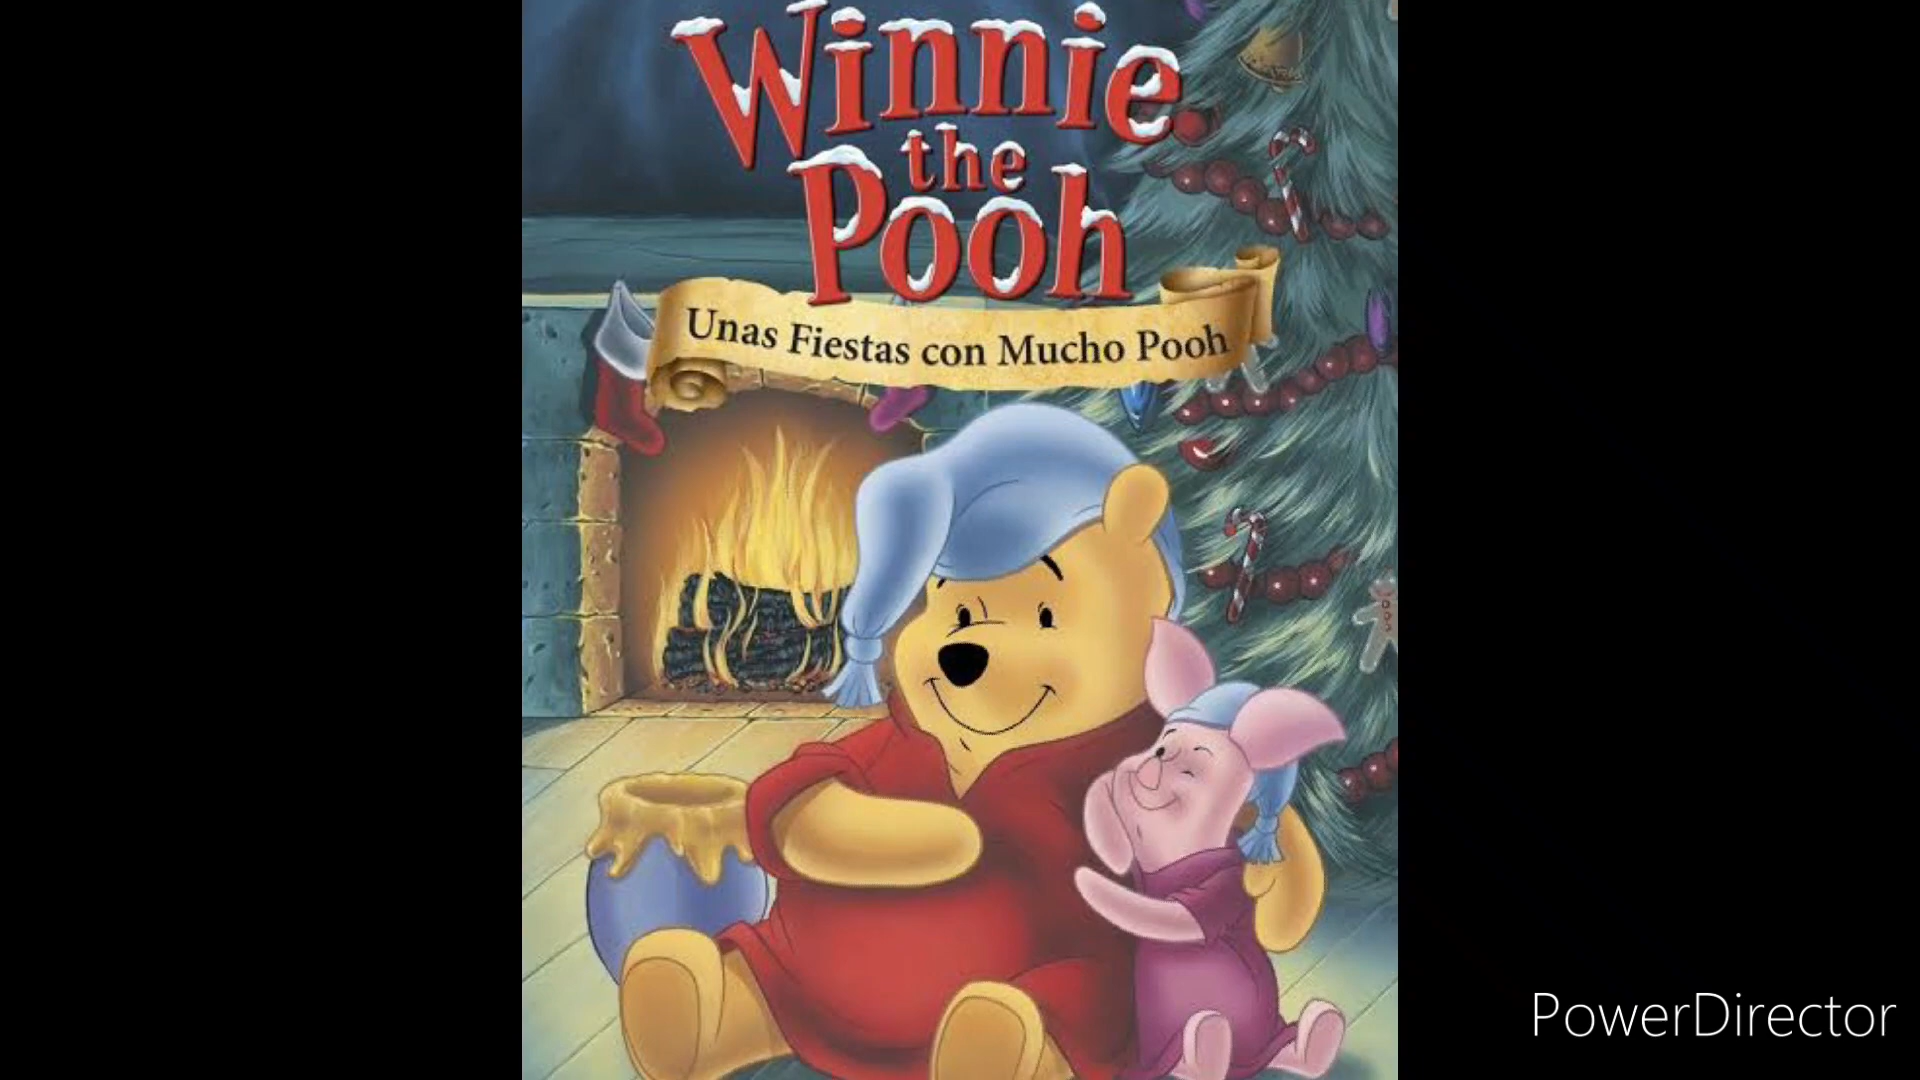 Winnie
the
Pooh
Unas Fiestas con Mucho Pooh
PowerDirector